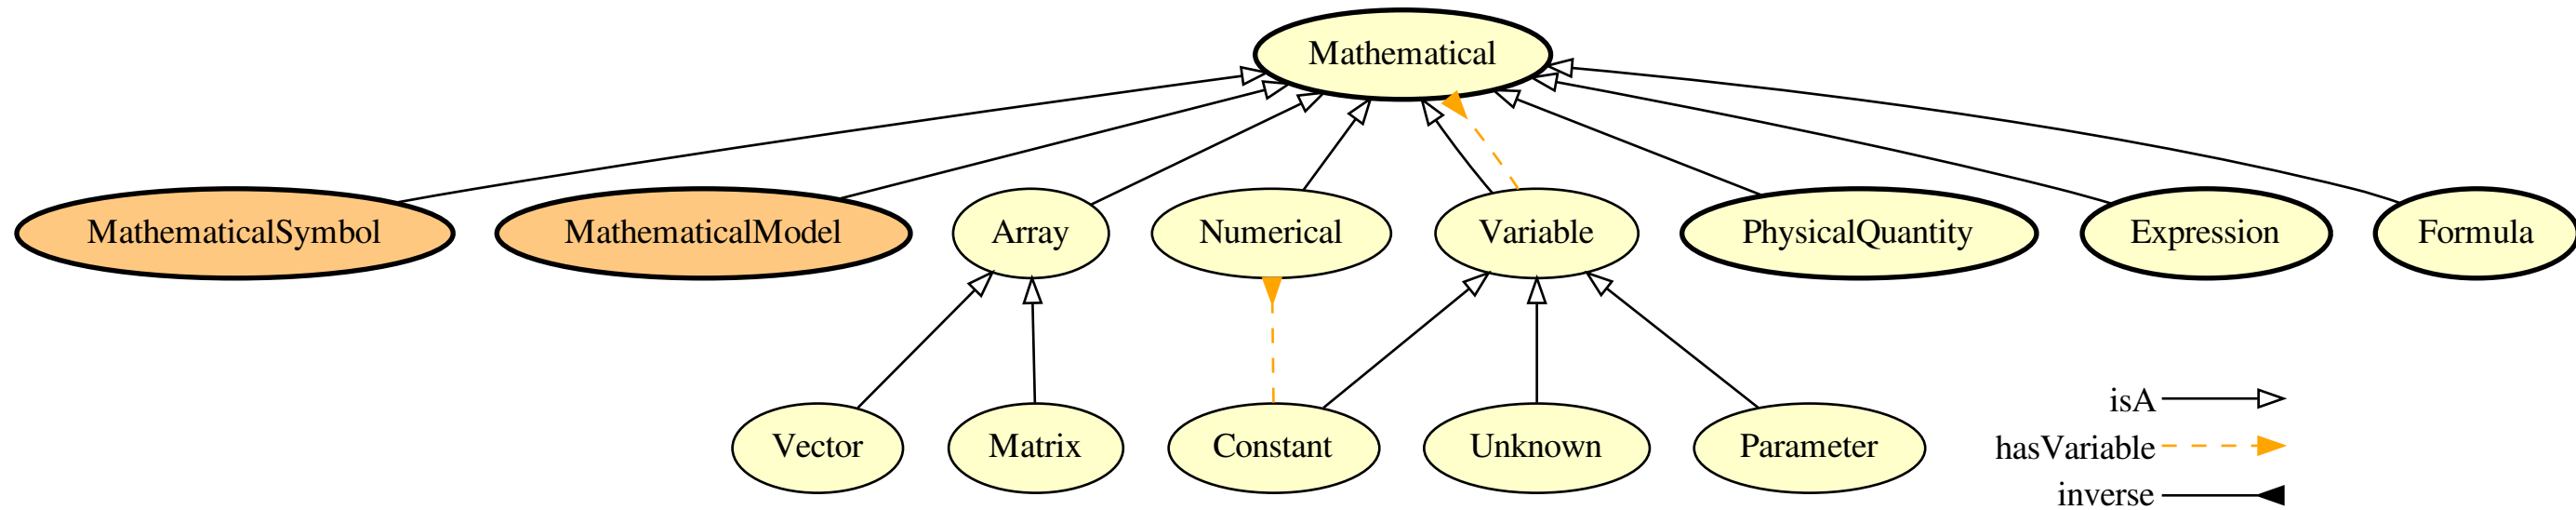 Mathematical
MathematicalSymbol
MathematicalModel
Array
Numerical
Variable
PhysicalQuantity
Expression
Formula
Vector
Matrix
Constant
Unknown
Parameter
isA
hasVariable
inverse